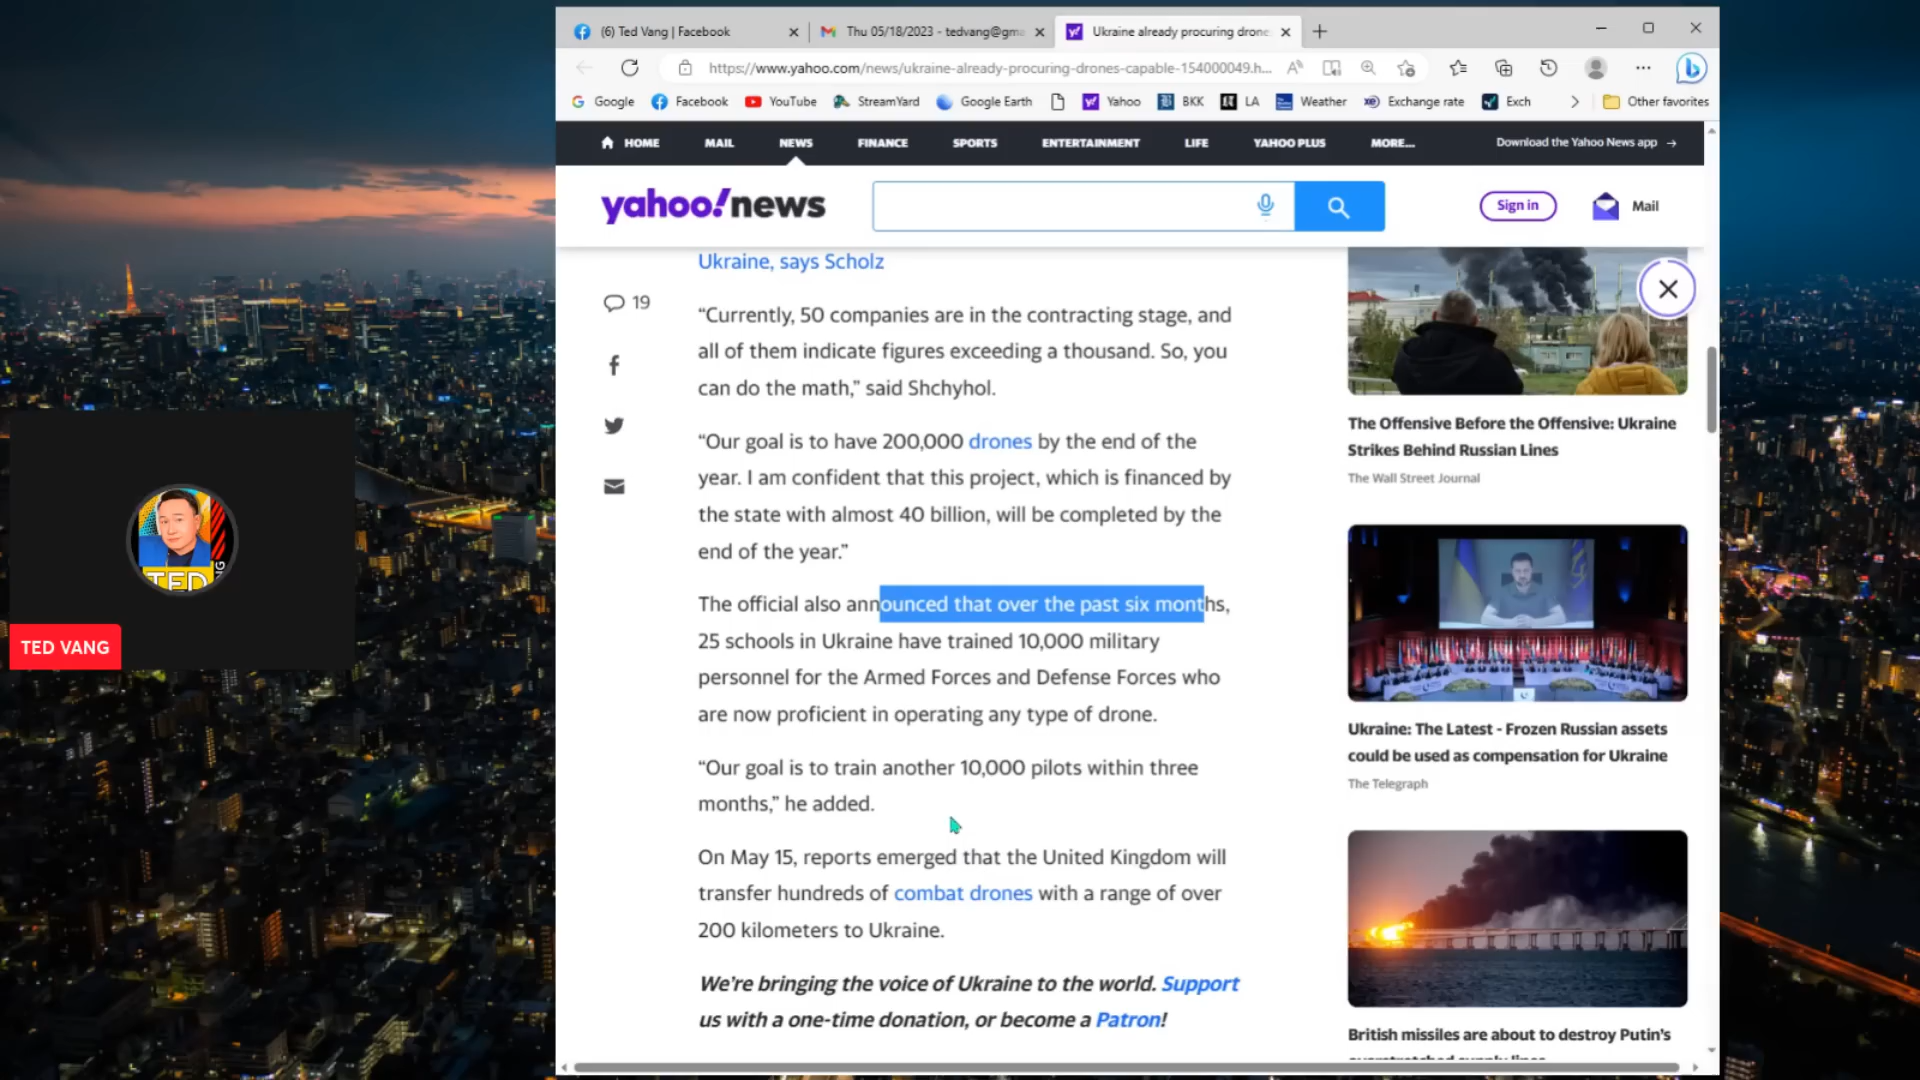 (6) Ted Vang | Facebook
Thu 05/18/2023 - tedvang@gma
Ukraine already procuring drone
https://www.yahoo.com/news/ukraine-already-procuring-drones-capable-154000049.h...
Google
Facebook
YouTube
StreamYard
Google Earth
Yahoo
BKK
LA
Weather
Exchange rate
Exch
Other favorites
HOME
MAIL
NEWS
FINANCE
SPORTS
ENTERTAINMENT
LIFE
YAHOO PLUS
MORE...
Download the Yahoo News app →
yahoo!news
Sign in
Mail
Ukraine, says Scholz
19
“Currently, 50 companies are in the contracting stage, and
all of them indicate figures exceeding a thousand. So, you
can do the math,” said Shchyhol.
“Our goal is to have 200,000 drones by the end of the
year. I am confident that this project, which is financed by
the state with almost 40 billion, will be completed by the
end of the year.”
The official also announced that over the past six months,
25 schools in Ukraine have trained 10,000 military
personnel for the Armed Forces and Defense Forces who
are now proficient in operating any type of drone.
“Our goal is to train another 10,000 pilots within three
months,” he added.
On May 15, reports emerged that the United Kingdom will
transfer hundreds of combat drones with a range of over
200 kilometers to Ukraine.
We’re bringing the voice of Ukraine to the world. Support
us with a one-time donation, or become a Patron!
The Offensive Before the Offensive: Ukraine
Strikes Behind Russian Lines
The Wall Street Journal
Ukraine: The Latest - Frozen Russian assets
could be used as compensation for Ukraine
The Telegraph
British missiles are about to destroy Putin’s
TED
TED VANG